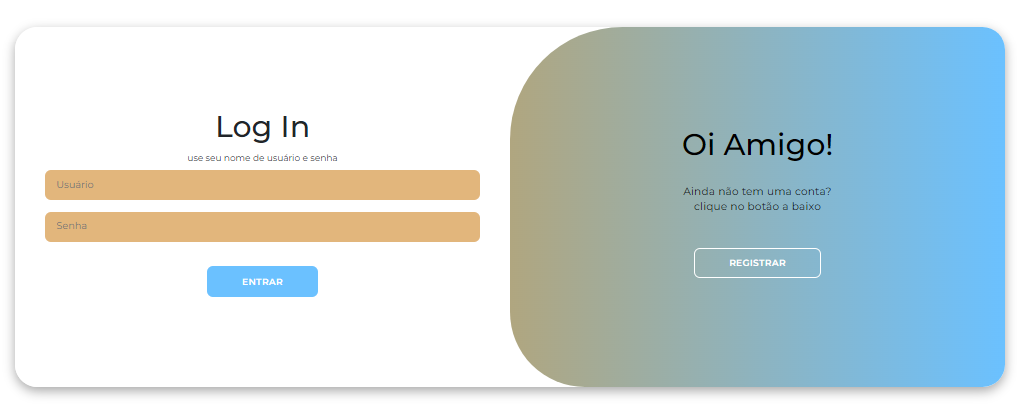 Log In
use seu nome de usuário e senha
Usuário
Senha
ENTRAR
Oi Amigo!
Ainda não tem uma conta?
clique no botão a baixo
REGISTRAR